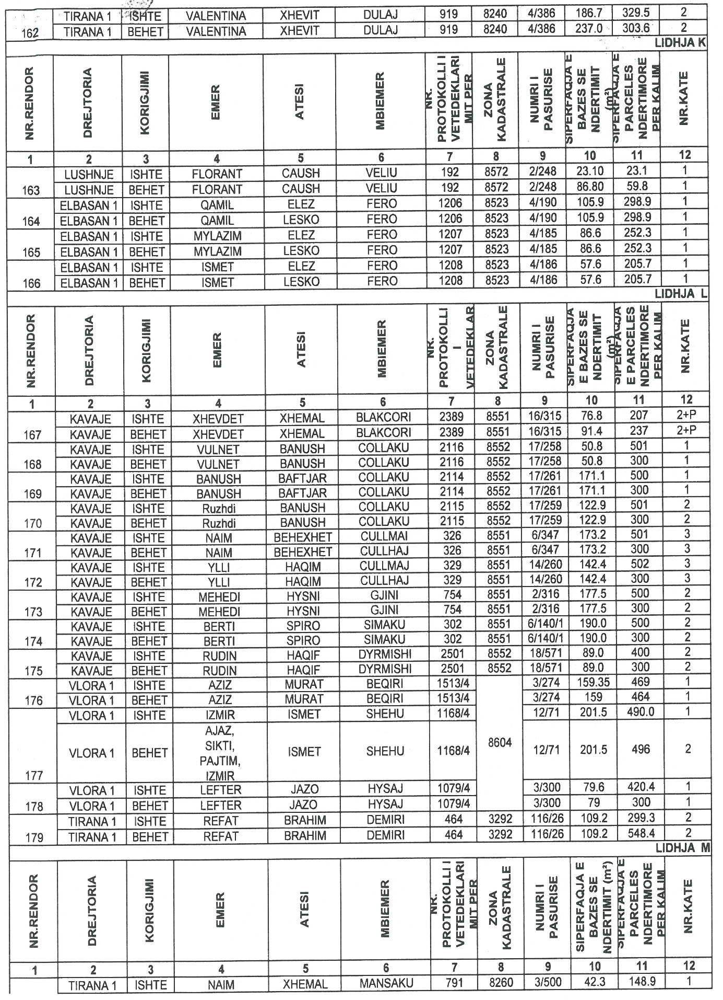 TIRANA 1 ISHTE VALENTINA XHEVIT DULAJ 919 8240 4/386 186.7 329.5 2
162 TIRANA 1 BEHET VALENTINA XHEVIT DULAJ 919 8240 4/386 237.0 303.6 2
LIDHJA K
NR.RENDOR DREJTORIA KORIGJIMI EMER ATESI MBIEMER NR. PROTOKOLLI I VETEDEKLARI MIT PER ZONA KADASTRALE NUMRI I PASURISE SIPERFAQJA E BAZES SE NDERTIMIT (m²) SIPERFAQJA E PARCELES NDERTIMORE PER KALIM NR.KATE
1 2 3 4 5 6 7 8 9 10 11 12
LUSHNJE ISHTE FLORANT CAUSH VELIU 192 8572 2/248 23.10 23.1 1
163 LUSHNJE BEHET FLORANT CAUSH VELIU 192 8572 2/248 86.80 59.8 1
ELBASAN 1 ISHTE QAMIL ELEZ FERO 1206 8523 4/190 105.9 298.9 1
164 ELBASAN 1 BEHET QAMIL LESKO FERO 1206 8523 4/190 105.9 298.9 1
ELBASAN 1 ISHTE MYLAZIM ELEZ FERO 1207 8523 4/185 86.6 252.3 1
165 ELBASAN 1 BEHET MYLAZIM LESKO FERO 1207 8523 4/185 86.6 252.3 1
ELBASAN 1 ISHTE ISMET ELEZ FERO 1208 8523 4/186 57.6 205.7 1
166 ELBASAN 1 BEHET ISMET LESKO FERO 1208 8523 4/186 57.6 205.7 1
LIDHJA L
NR.RENDOR DREJTORIA KORIGJIMI EMER ATESI MBIEMER NR. PROTOKOLLI I VETEDEKLAR ZONA KADASTRALE NUMRI I PASURISE SIPERFAQJA E BAZES SE NDERTIMIT (m²) SIPERFAQJA E PARCELES NDERTIMORE PER KALIM NR.KATE
1 2 3 4 5 6 7 8 9 10 11 12
KAVAJE ISHTE XHEVDET XHEMAL BLAKCORI 2389 8551 16/315 76.8 207 2+P
167 KAVAJE BEHET XHEVDET XHEMAL BLAKCORI 2389 8551 16/315 91.4 237 2+P
KAVAJE ISHTE VULNET BANUSH COLLAKU 2116 8552 17/258 50.8 501 1
168 KAVAJE BEHET VULNET BANUSH COLLAKU 2116 8552 17/258 50.8 300 1
KAVAJE ISHTE BANUSH BAFTJAR COLLAKU 2114 8552 17/261 171.1 500 1
169 KAVAJE BEHET BANUSH BAFTJAR COLLAKU 2114 8552 17/261 171.1 300 1
KAVAJE ISHTE Ruzhdi BANUSH COLLAKU 2115 8552 17/259 122.9 501 2
170 KAVAJE BEHET Ruzhdi BANUSH COLLAKU 2115 8552 17/259 122.9 300 2
KAVAJE ISHTE NAIM BEHEXHET CULLMAI 326 8551 6/347 173.2 501 3
171 KAVAJE BEHET NAIM BEHEXHET CULLHAJ 326 8551 6/347 173.2 300 3
KAVAJE ISHTE YLLI HAQIM CULLMAJ 329 8551 14/260 142.4 502 3
172 KAVAJE BEHET YLLI HAQIM CULLHAJ 329 8551 14/260 142.4 300 3
KAVAJE ISHTE MEHEDI HYSNI GJINI 754 8551 2/316 177.5 500 2
173 KAVAJE BEHET MEHEDI HYSNI GJINI 754 8551 2/316 177.5 300 2
KAVAJE ISHTE BERTI SPIRO SIMAKU 302 8551 6/140/1 190.0 500 2
174 KAVAJE BEHET BERTI SPIRO SIMAKU 302 8551 6/140/1 190.0 300 2
KAVAJE ISHTE RUDIN HAQIF DYRMISHI 2501 8552 18/571 89.0 400 2
175 KAVAJE BEHET RUDIN HAQIF DYRMISHI 2501 8552 18/571 89.0 300 2
VLORA 1 ISHTE AZIZ MURAT BEQIRI 1513/4 3/274 159.35 469 1
176 VLORA 1 BEHET AZIZ MURAT BEQIRI 1513/4 3/274 159 464 1
VLORA 1 ISHTE IZMIR ISMET SHEHU 1168/4 12/71 201.5 490.0 1
177 VLORA 1 BEHET AJAZ, SIKTI, PAJTIM, IZMIR ISMET SHEHU 1168/4 8604 12/71 201.5 496 2
VLORA 1 ISHTE LEFTER JAZO HYSAJ 1079/4 3/300 79.6 420.4 1
178 VLORA 1 BEHET LEFTER JAZO HYSAJ 1079/4 3/300 79 300 1
TIRANA 1 ISHTE REFAT BRAHIM DEMIRI 464 3292 116/26 109.2 299.3 2
179 TIRANA 1 BEHET REFAT BRAHIM DEMIRI 464 3292 116/26 109.2 548.4 2
LIDHJA M
NR.RENDOR DREJTORIA KORIGJIMI EMER ATESI MBIEMER NR. PROTOKOLLI I VETEDEKLARI MIT PER ZONA KADASTRALE NUMRI I PASURISE SIPERFAQJA E BAZES SE NDERTIMIT (m²) SIPERFAQJA E PARCELES NDERTIMORE PER KALIM NR.KATE
1 2 3 4 5 6 7 8 9 10 11 12
TIRANA 1 ISHTE NAIM XHEMAL MANSAKU 791 8260 3/500 42.3 148.9 1